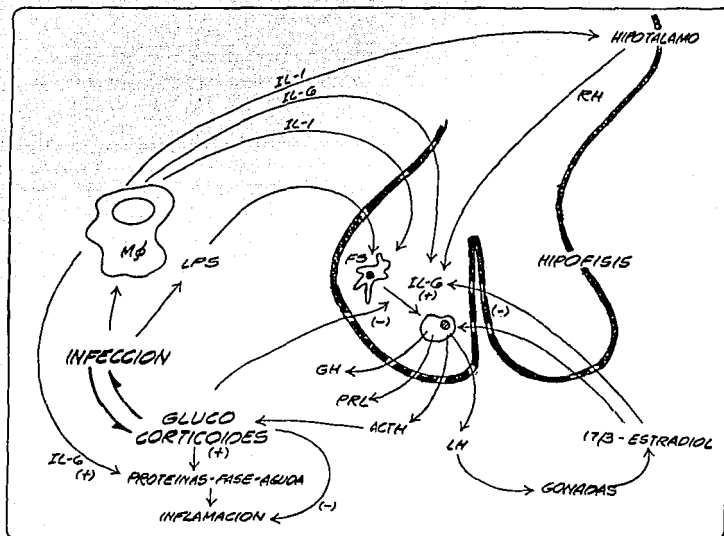 HIPOTALAMO
IL-1
IL-6
IL-1
RH
MΦ
LPS
FS
IL-6
(+)
HIPOFISIS
(-)
(-)
INFECCION
GH
PRL
ACTH
LH
GLUCO
CORTICOIDES
(+)
17β-ESTRADIOL
IL-6
(+)
PROTEINAS-FASE-AGUDA
(-)
GONADAS
INFLAMACION